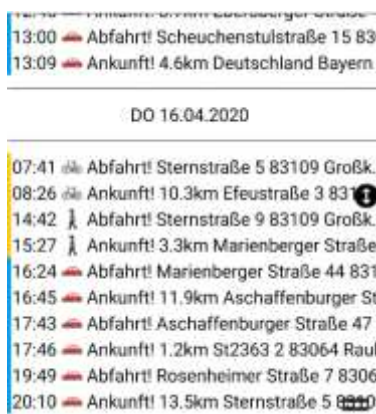 13:00 Abfahrt! Scheuchenstulstraße 15 83
13:09 Ankunft! 4.6km Deutschland Bayern
DO 16.04.2020
07:41 Abfahrt! Sternstraße 5 83109 Großk.
08:26 Ankunft! 10.3km Efeustraße 3 831
14:42 Abfahrt! Sternstraße 9 83109 Großk.
15:27 Ankunft! 3.3km Marienberger Straße
16:24 Abfahrt! Marienberger Straße 44 831
16:45 Ankunft! 11.9km Aschaffenburger St
17:43 Abfahrt! Aschaffenburger Straße 47
17:46 Ankunft! 1.2km St2363 2 83064 Raul
19:49 Abfahrt! Rosenheimer Straße 7 8306
20:10 Ankunft! 13.5km Sternstraße 5